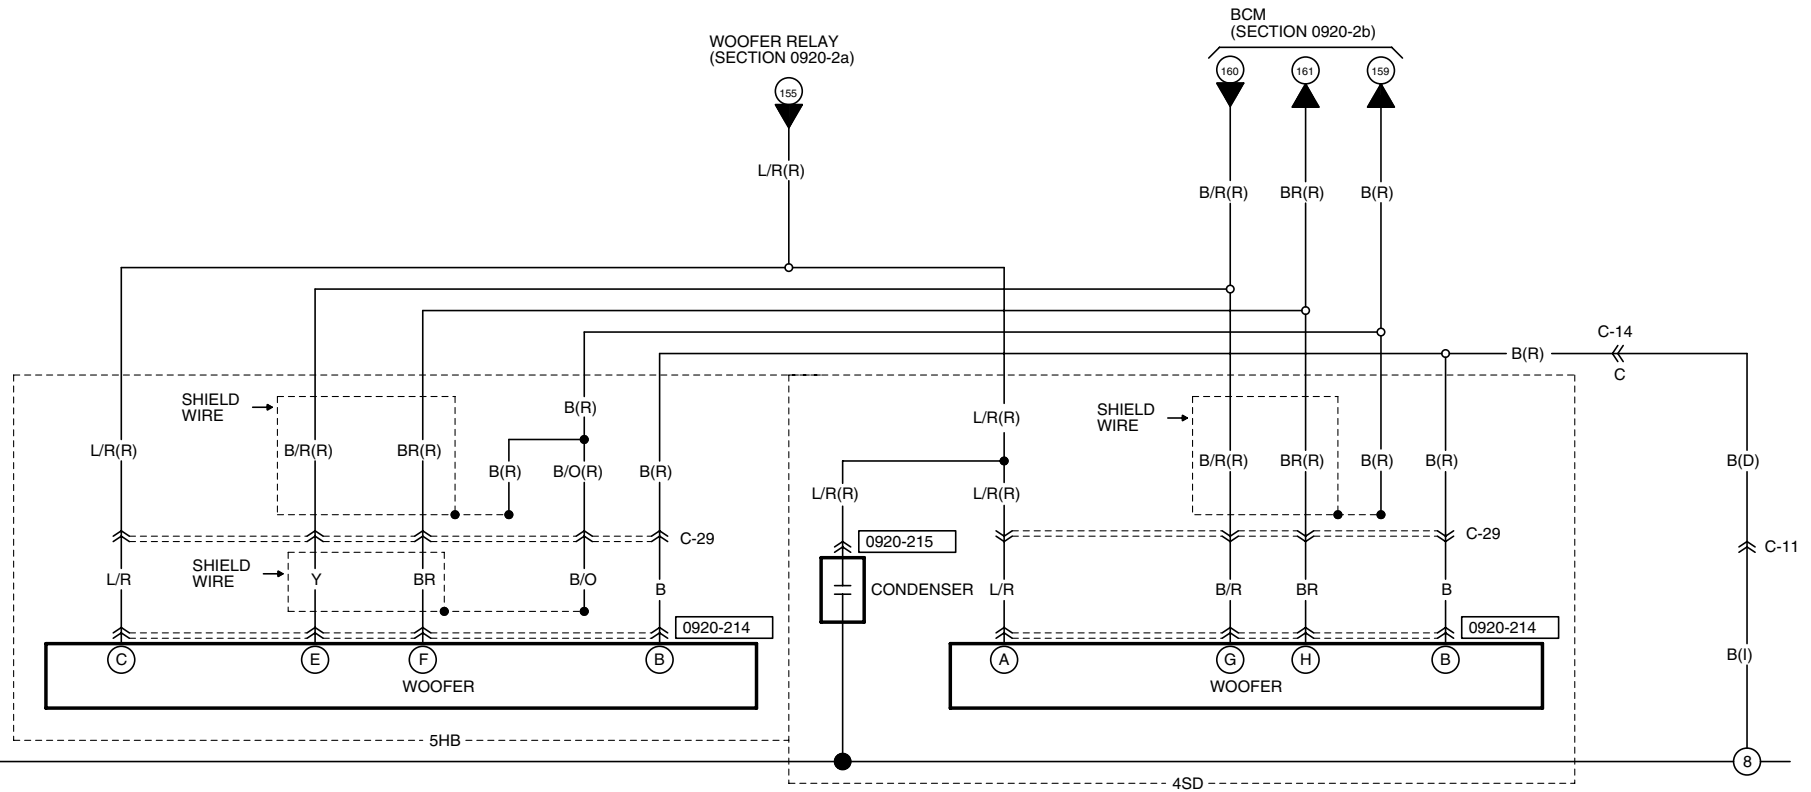 BCM
(SECTION 0920-2b)
WOOFER RELAY
(SECTION 0920-2a)
160
161
159
155
L/R(R)
B/R(R)
BR(R)
B(R)
C-14
B(R)
C
SHIELD
WIRE
B(R)
SHIELD
WIRE
L/R(R)
L/R(R)
B/R(R)
BR(R)
B(R)
B/O(R)
B(R)
B/R(R)
BR(R)
B(R)
B(R)
B(D)
L/R(R)
L/R(R)
C-29
0920-215
C-29
C-11
SHIELD
WIRE
L/R
Y
BR
B/O
B
CONDENSER
L/R
B/R
BR
B
0920-214
0920-214
B(I)
C
E
F
B
A
G
H
B
WOOFER
WOOFER
5HB
8
4SD